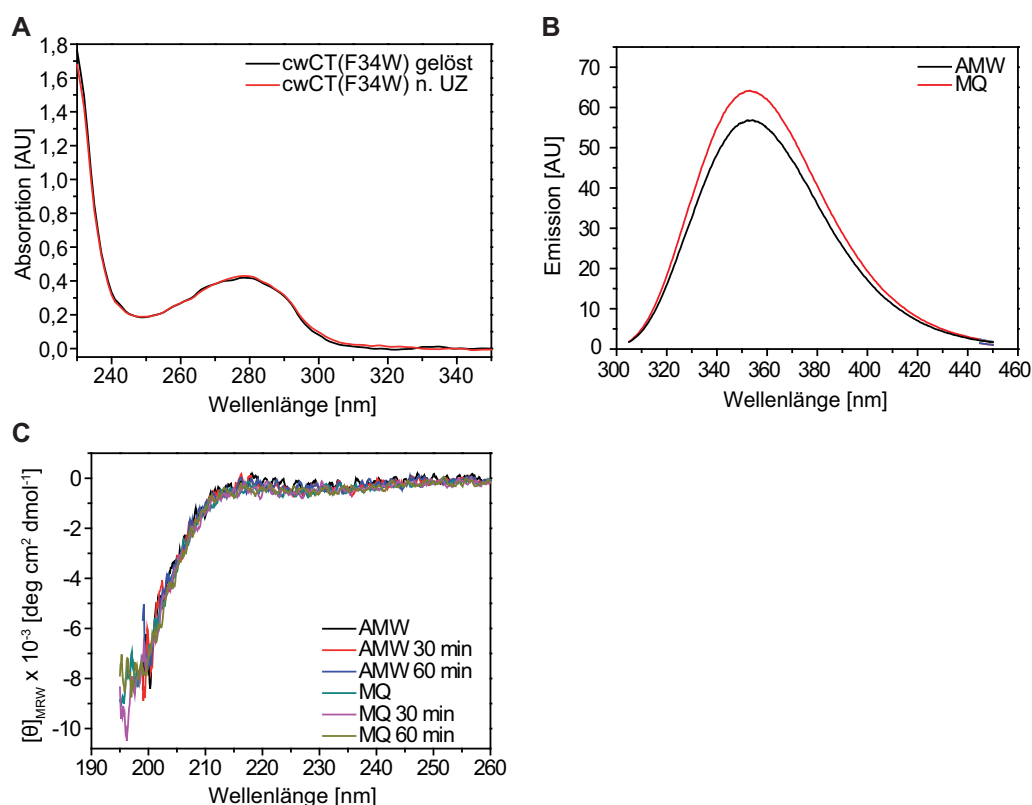 A
1,8
1,6
1,4
1,2
1,0
0,8
0,6
0,4
0,2
0,0
Absorption [AU]
cwCT(F34W) gelöst
cwCT(F34W) n. UZ
240 260 280 300 320 340
Wellenlänge [nm]
B
70
60
50
40
30
20
10
0
Emission [AU]
AMW
MQ
300 320 340 360 380 400 420 440 460
Wellenlänge [nm]
C
0
-2
-4
-6
-8
-10
[θ]MRW x 10-3 [deg cm2 dmol-1]
AMW
AMW 30 min
AMW 60 min
MQ
MQ 30 min
MQ 60 min
190 200 210 220 230 240 250 260
Wellenlänge [nm]